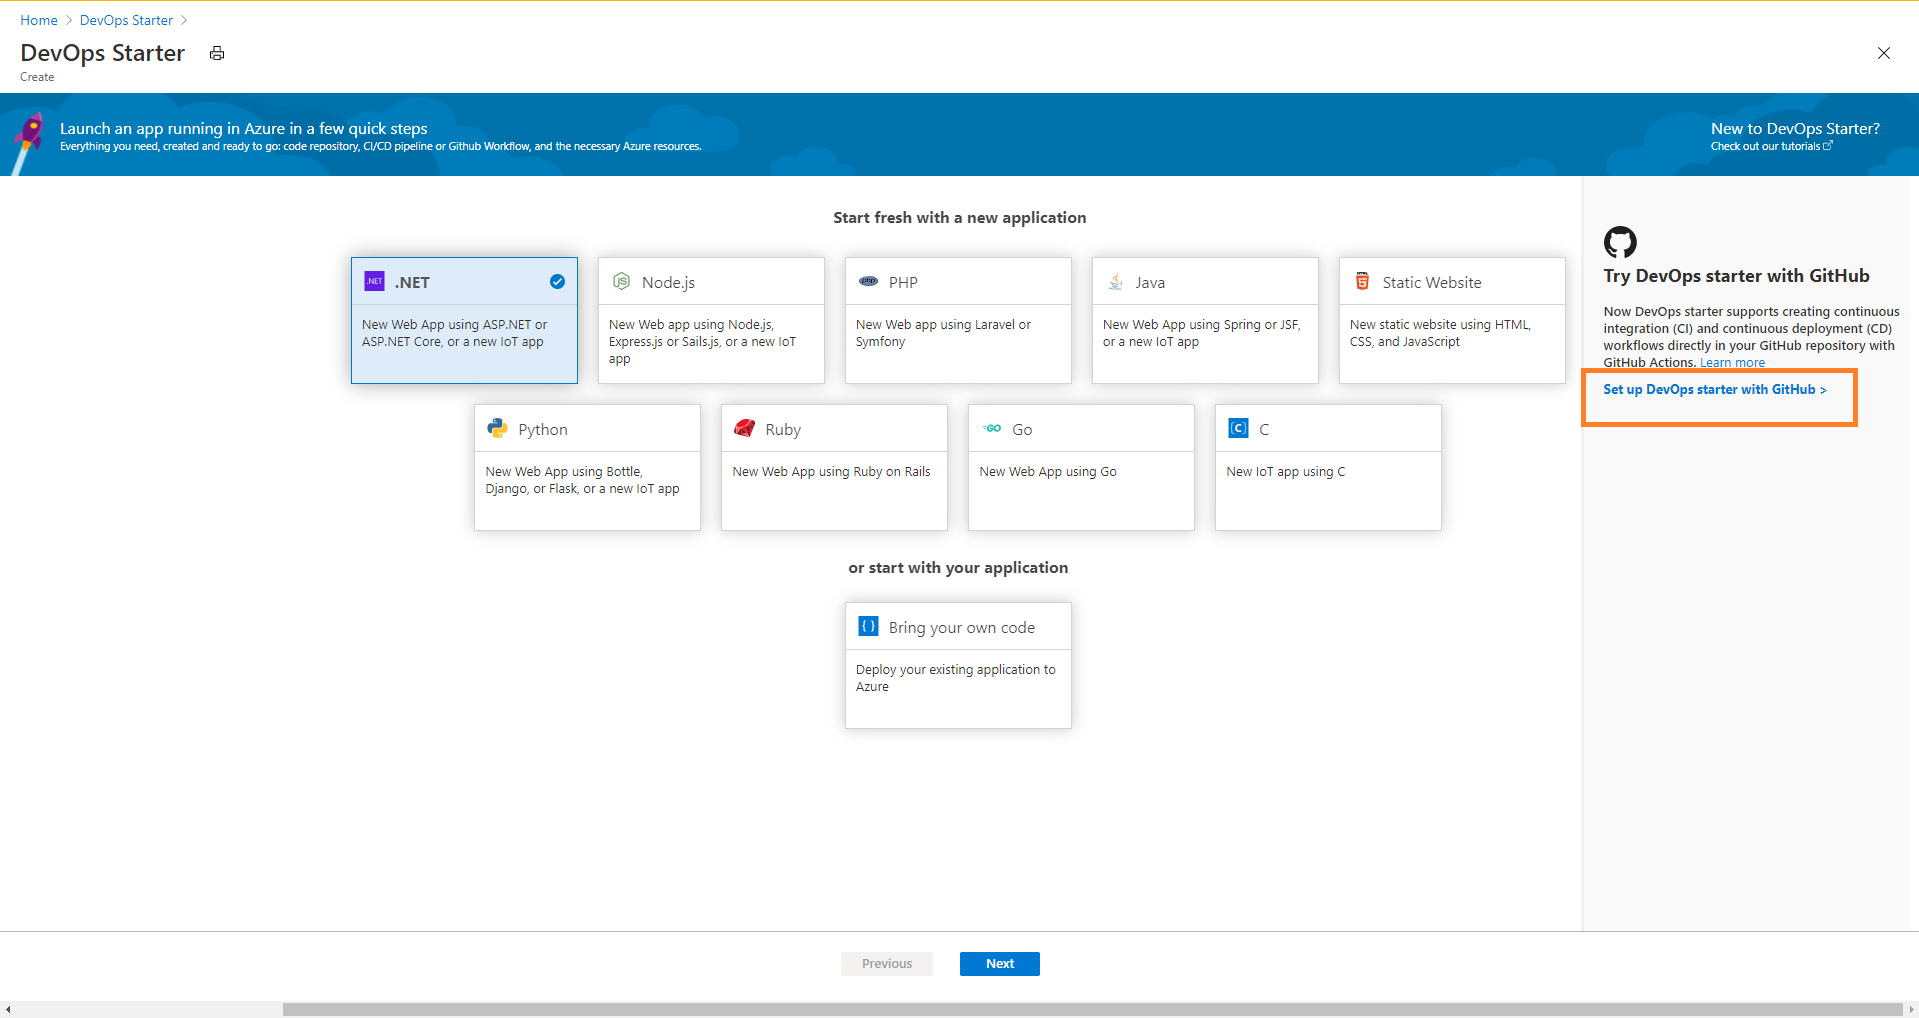 Home > DevOps Starter >
DevOps Starter
Create
Launch an app running in Azure in a few quick steps
Everything you need, created and ready to go: code repository, CI/CD pipeline or Github Workflow, and the necessary Azure resources.
New to DevOps Starter?
Check out our tutorials
Start fresh with a new application
.NET
.NET
New Web App using ASP.NET or
ASP.NET Core, or a new IoT app
Node.js
New Web app using Node.js,
Express.js or Sails.js, or a new IoT
app
php
PHP
New Web app using Laravel or
Symfony
Java
New Web App using Spring or JSF,
or a new IoT app
Static Website
New static website using HTML,
CSS, and JavaScript
Python
New Web App using Bottle,
Django, or Flask, or a new IoT app
Ruby
New Web App using Ruby on Rails
GO
Go
New Web App using Go
[C]
C
New IoT app using C
or start with your application
{ }
Bring your own code
Deploy your existing application to
Azure
Try DevOps starter with GitHub
Now DevOps starter supports creating continuous
integration (CI) and continuous deployment (CD)
workflows directly in your GitHub repository with
GitHub Actions. Learn more
Set up DevOps starter with GitHub >
Previous
Next